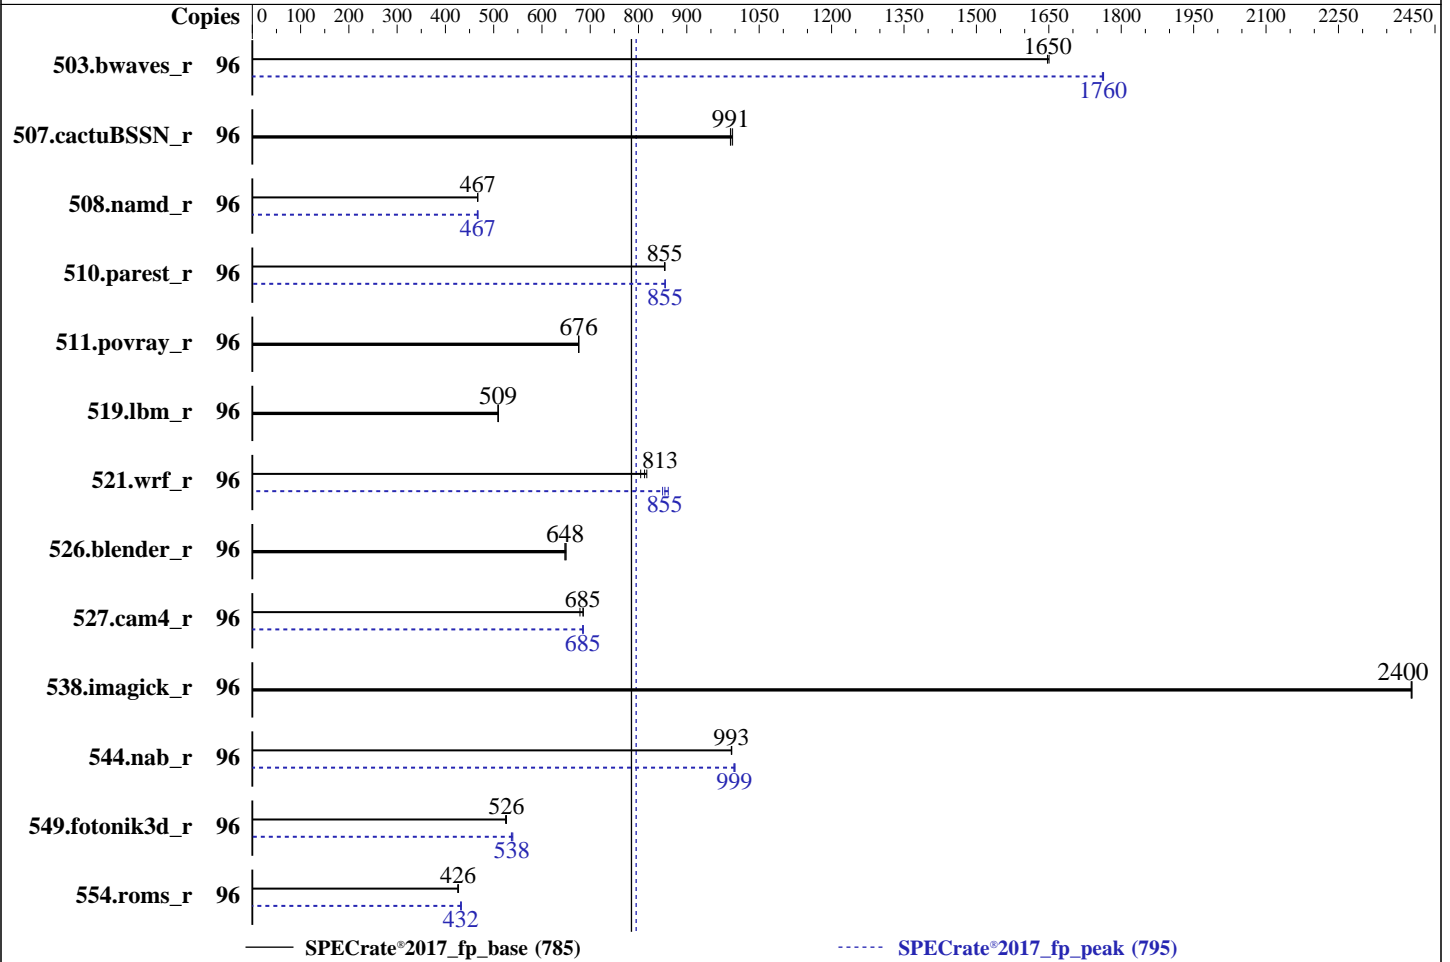 Copies 0 100 200 300 400 500 600 700 800 900 1050 1200 1350 1500 1650 1800 1950 2100 2250 2450
503.bwaves_r 96 1650
1760
507.cactuBSSN_r 96 991
508.namd_r 96 467
467
510.parest_r 96 855
855
511.povray_r 96 676
519.lbm_r 96 509
521.wrf_r 96 813
855
526.blender_r 96 648
527.cam4_r 96 685
685
538.imagick_r 96 2400
544.nab_r 96 993
999
549.fotonik3d_r 96 526
538
554.roms_r 96 426
432
SPECrate®2017_fp_base (785) SPECrate®2017_fp_peak (795)